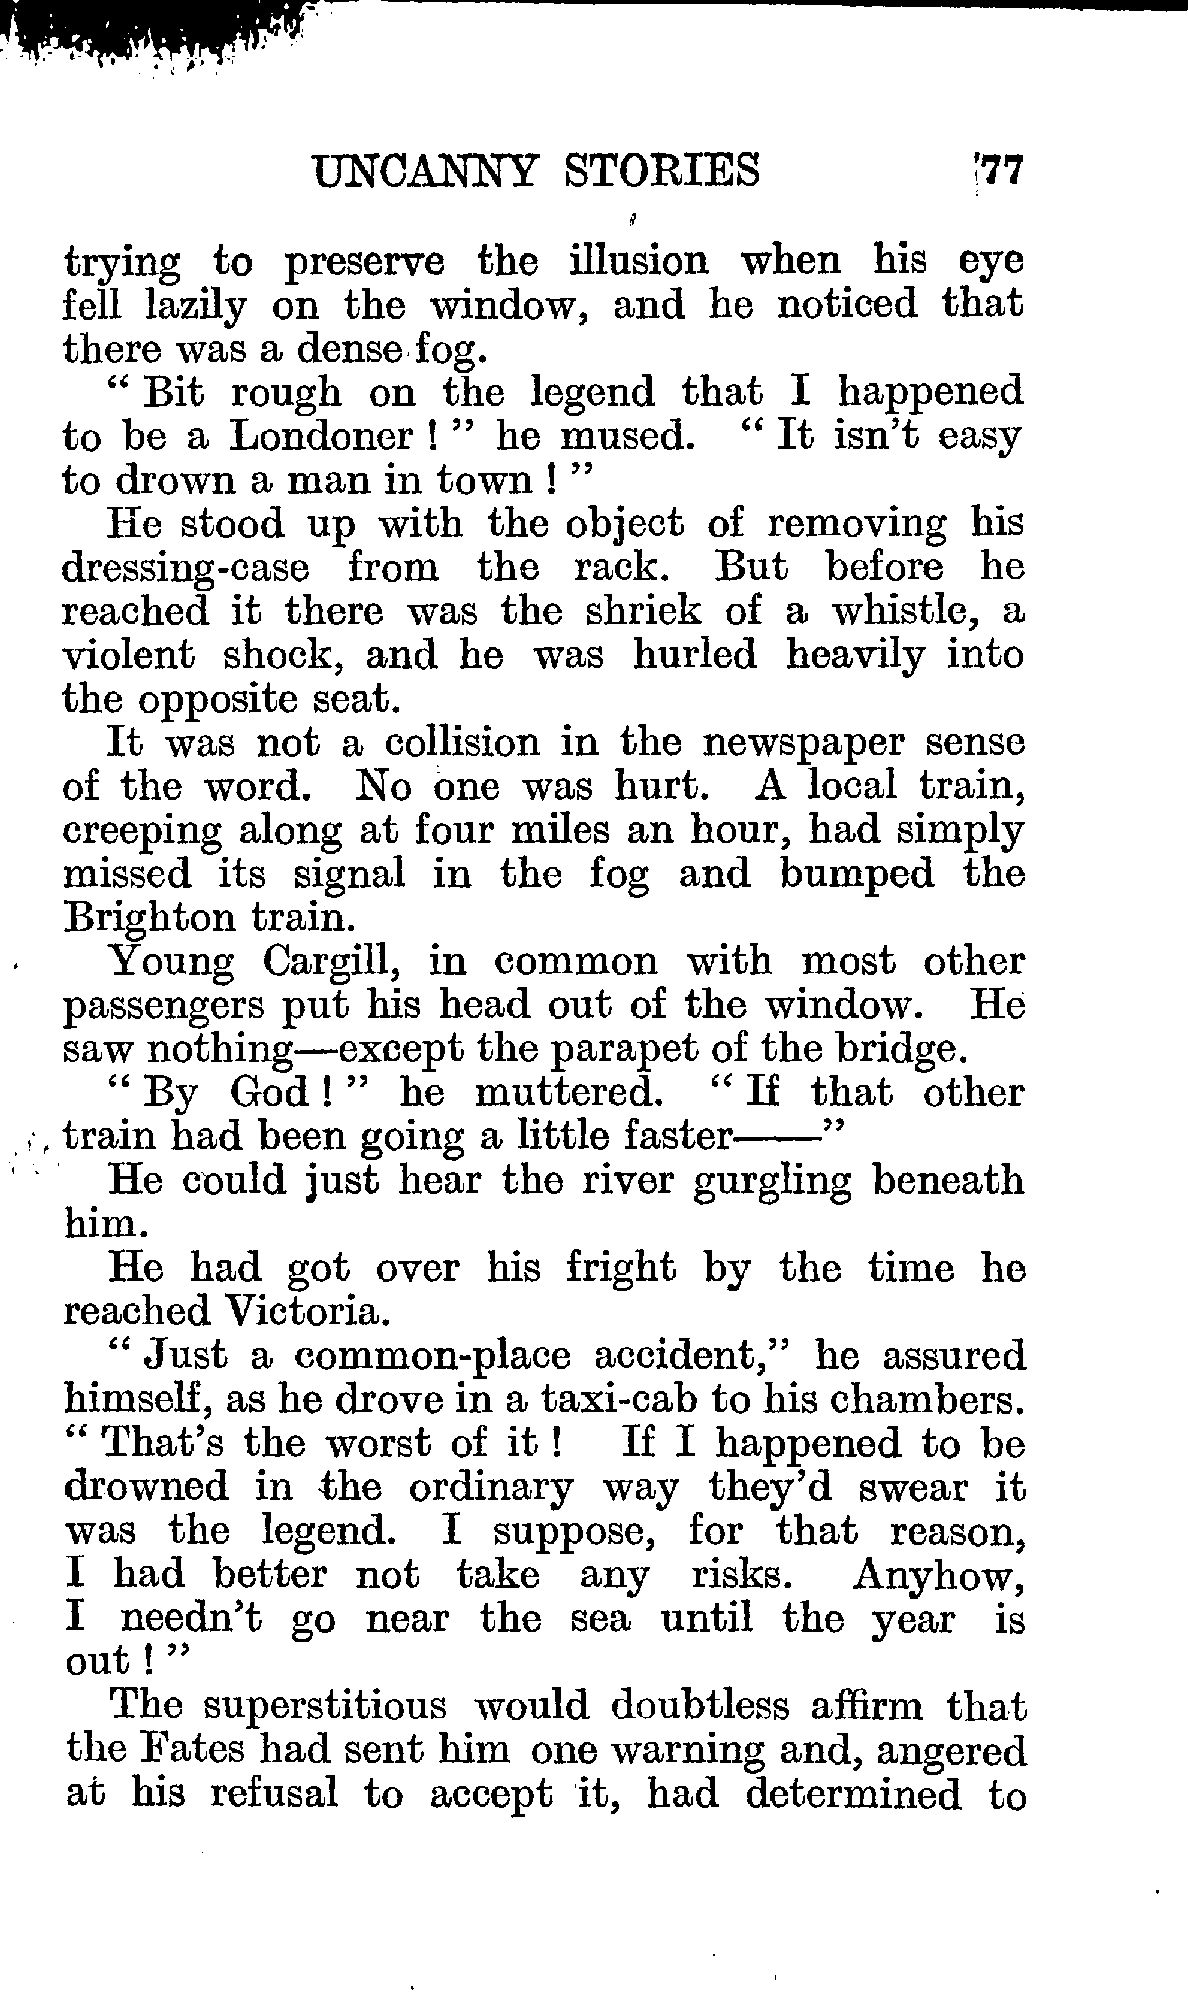 UNCANNY STORIES 77
trying to preserve the illusion when his eye
fell lazily on the window, and he noticed that
there was a dense fog.
“ Bit rough on the legend that I happened
to be a Londoner ! ” he mused. “ It isn’t easy
to drown a man in town ! ”
He stood up with the object of removing his
dressing-case from the rack. But before he
reached it there was the shriek of a whistle, a
violent shock, and he was hurled heavily into
the opposite seat.
It was not a collision in the newspaper sense
of the word. No one was hurt. A local train,
creeping along at four miles an hour, had simply
missed its signal in the fog and bumped the
Brighton train.
Young Cargill, in common with most other
passengers put his head out of the window. He
saw nothing—except the parapet of the bridge.
“ By God ! ” he muttered. “ If that other
train had been going a little faster——”
He could just hear the river gurgling beneath
him.
He had got over his fright by the time he
reached Victoria.
“ Just a common-place accident,” he assured
himself, as he drove in a taxi-cab to his chambers.
“ That’s the worst of it ! If I happened to be
drowned in the ordinary way they’d swear it
was the legend. I suppose, for that reason,
I had better not take any risks. Anyhow,
I needn’t go near the sea until the year is
out ! ”
The superstitious would doubtless affirm that
the Fates had sent him one warning and, angered
at his refusal to accept it, had determined to